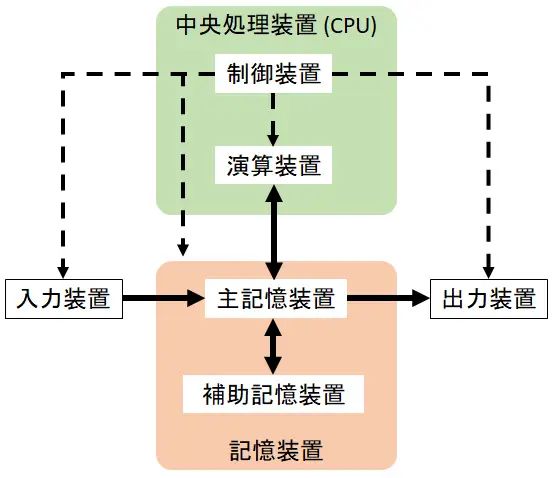 中央処理装置 (CPU)
制御装置
演算装置
入力装置
主記憶装置
出力装置
補助記憶装置
記憶装置